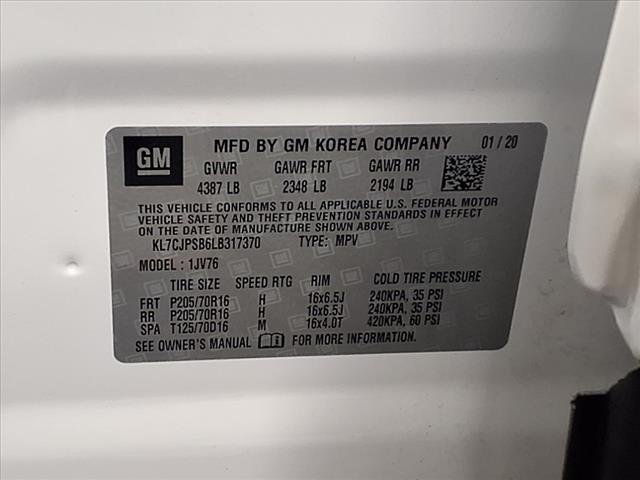 GM MFD BY GM KOREA COMPANY 01/20
GVWR GAWR FRT GAWR RR
4387 LB 2348 LB 2194 LB
THIS VEHICLE CONFORMS TO ALL APPLICABLE U.S. FEDERAL MOTOR
VEHICLE SAFETY AND THEFT PREVENTION STANDARDS IN EFFECT ON
THE DATE OF MANUFACTURE SHOWN ABOVE.
KL7CJPSB6LB317370 TYPE: MPV
MODEL : 1JV76
TIRE SIZE SPEED RTG RIM COLD TIRE PRESSURE
FRT P205/70R16 H 16x6.5J 240KPA, 35 PSI
RR P205/70R16 H 16x6.5J 240KPA, 35 PSI
SPA T125/70D16 M 16x4.0T 420KPA, 60 PSI
SEE OWNER'S MANUAL FOR MORE INFORMATION